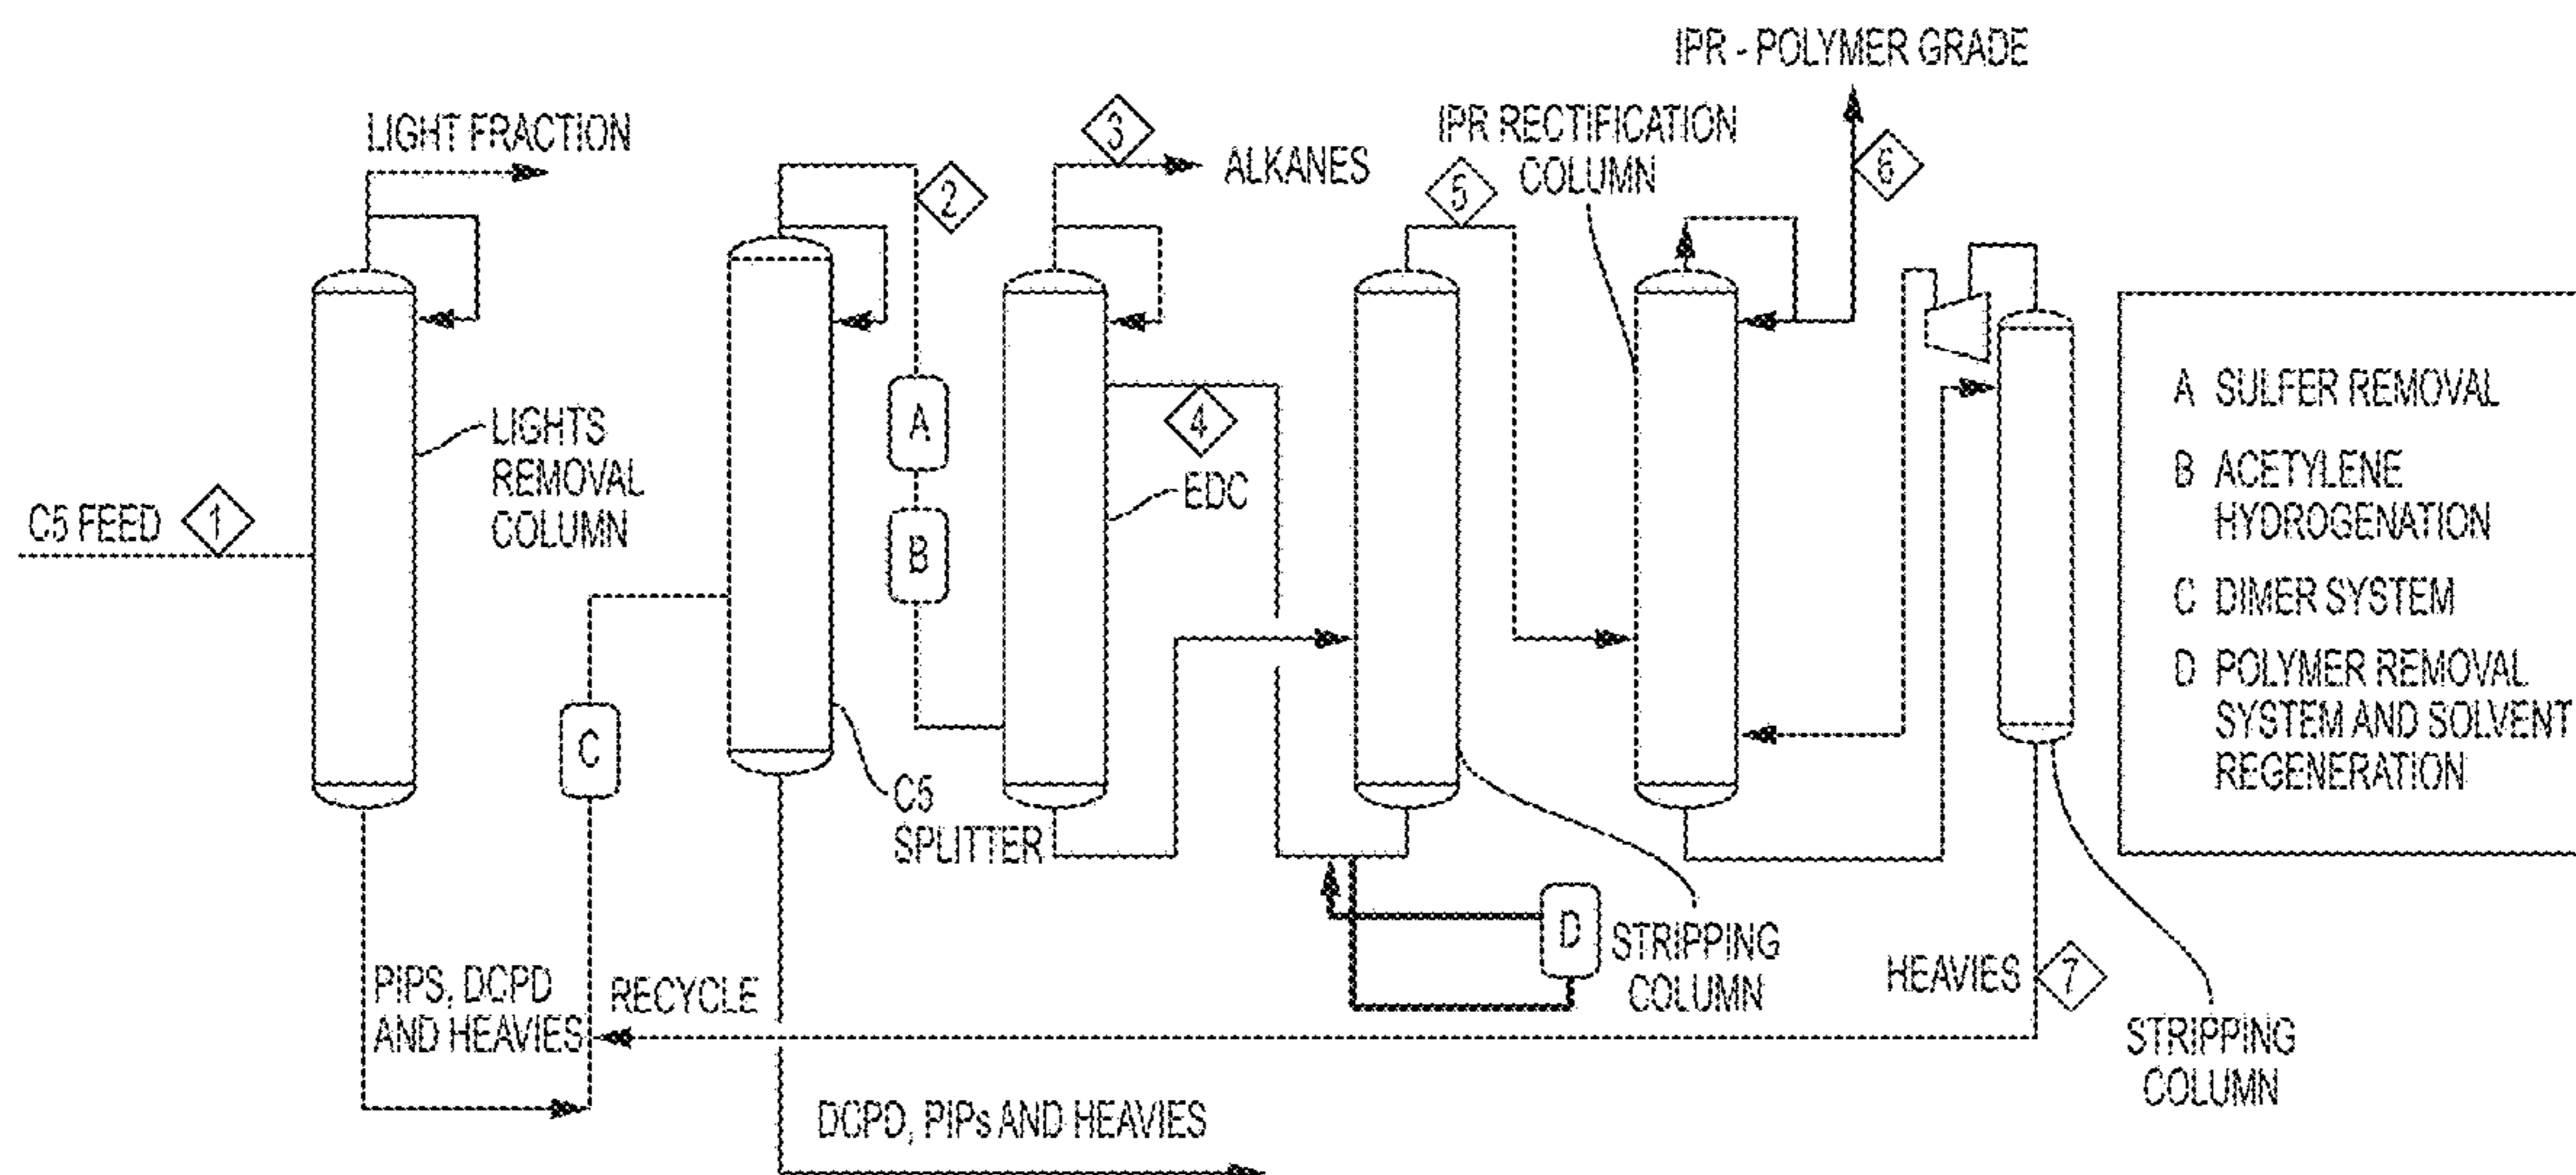 IPR - POLYMER GRADE
LIGHT FRACTION
3
ALKANES
IPR RECTIFICATION
COLUMN
2
5
6
LIGHTS
REMOVAL
COLUMN
C5 FEED
1
A
B
4
EDC
C
C5
SPLITTER
D
STRIPPING
COLUMN
PIPS, DCPD
AND HEAVIES
RECYCLE
HEAVIES
7
STRIPPING
COLUMN
DCPD, PIPs AND HEAVIES
A SULFER REMOVAL
B ACETYLENE
HYDROGENATION
C DIMER SYSTEM
D POLYMER REMOVAL
SYSTEM AND SOLVENT
REGENERATION